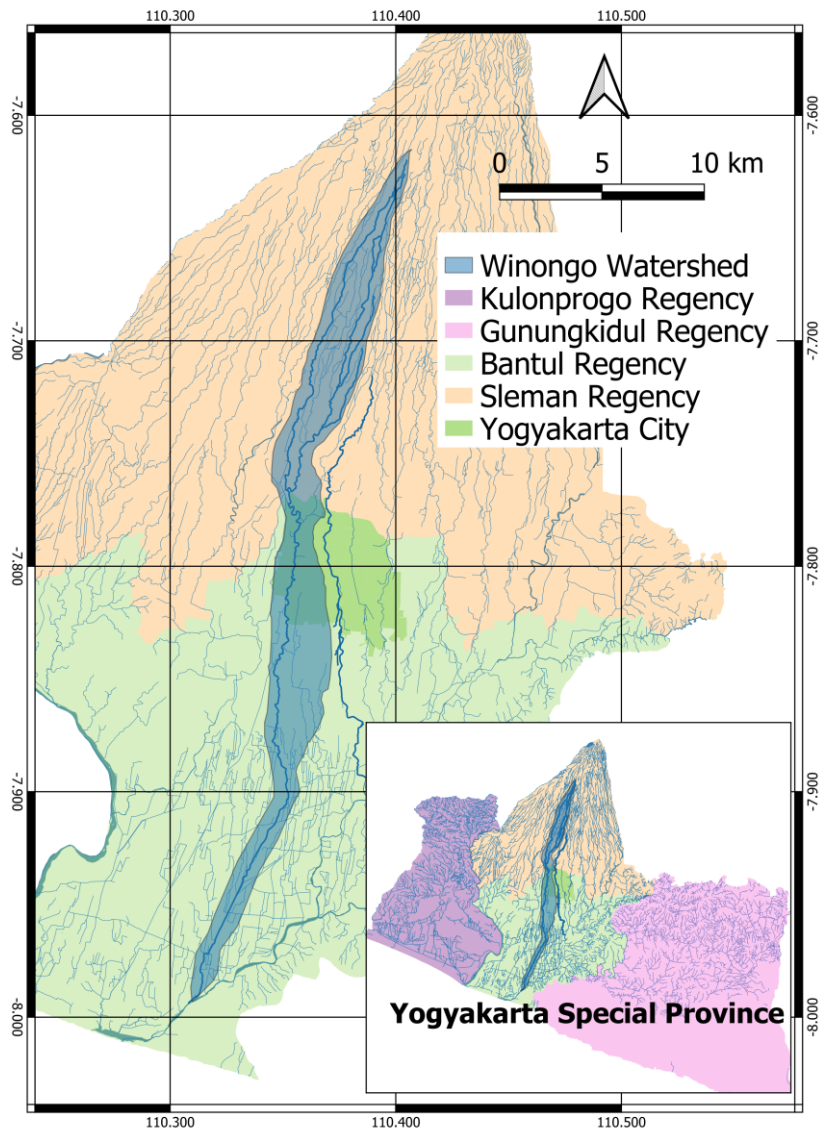 110.300 110.400 110.500
-7.600 -7.600
0 5 10 km
Winongo Watershed
Kulonprogo Regency
Gunungkidul Regency
Bantul Regency
Sleman Regency
Yogyakarta City
-7.700 -7.700
-7.800 -7.800
-7.900 -7.900
Yogyakarta Special Province
-8.000 -8.000
110.300 110.400 110.500